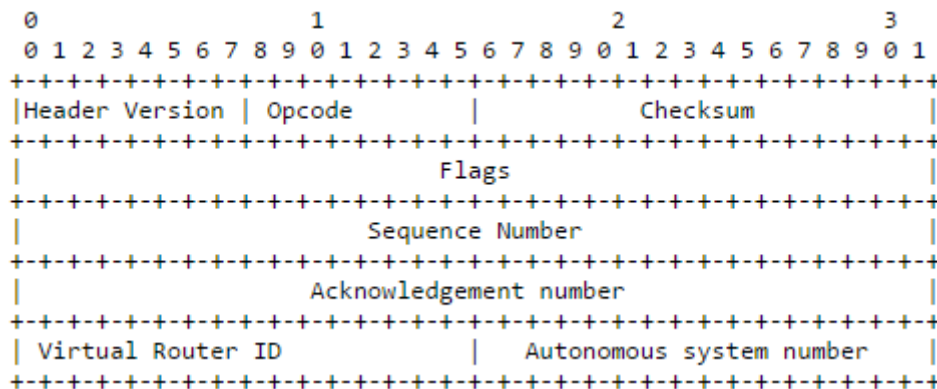 0                   1                   2                   3
0 1 2 3 4 5 6 7 8 9 0 1 2 3 4 5 6 7 8 9 0 1 2 3 4 5 6 7 8 9 0 1
+-+-+-+-+-+-+-+-+-+-+-+-+-+-+-+-+-+-+-+-+-+-+-+-+-+-+-+-+-+-+-+-+
|Header Version | Opcode        |           Checksum            |
+-+-+-+-+-+-+-+-+-+-+-+-+-+-+-+-+-+-+-+-+-+-+-+-+-+-+-+-+-+-+-+-+
|                             Flags                             |
+-+-+-+-+-+-+-+-+-+-+-+-+-+-+-+-+-+-+-+-+-+-+-+-+-+-+-+-+-+-+-+-+
|                        Sequence Number                        |
+-+-+-+-+-+-+-+-+-+-+-+-+-+-+-+-+-+-+-+-+-+-+-+-+-+-+-+-+-+-+-+-+
|                    Acknowledgement number                     |
+-+-+-+-+-+-+-+-+-+-+-+-+-+-+-+-+-+-+-+-+-+-+-+-+-+-+-+-+-+-+-+-+
| Virtual Router ID             |   Autonomous system number    |
+-+-+-+-+-+-+-+-+-+-+-+-+-+-+-+-+-+-+-+-+-+-+-+-+-+-+-+-+-+-+-+-+